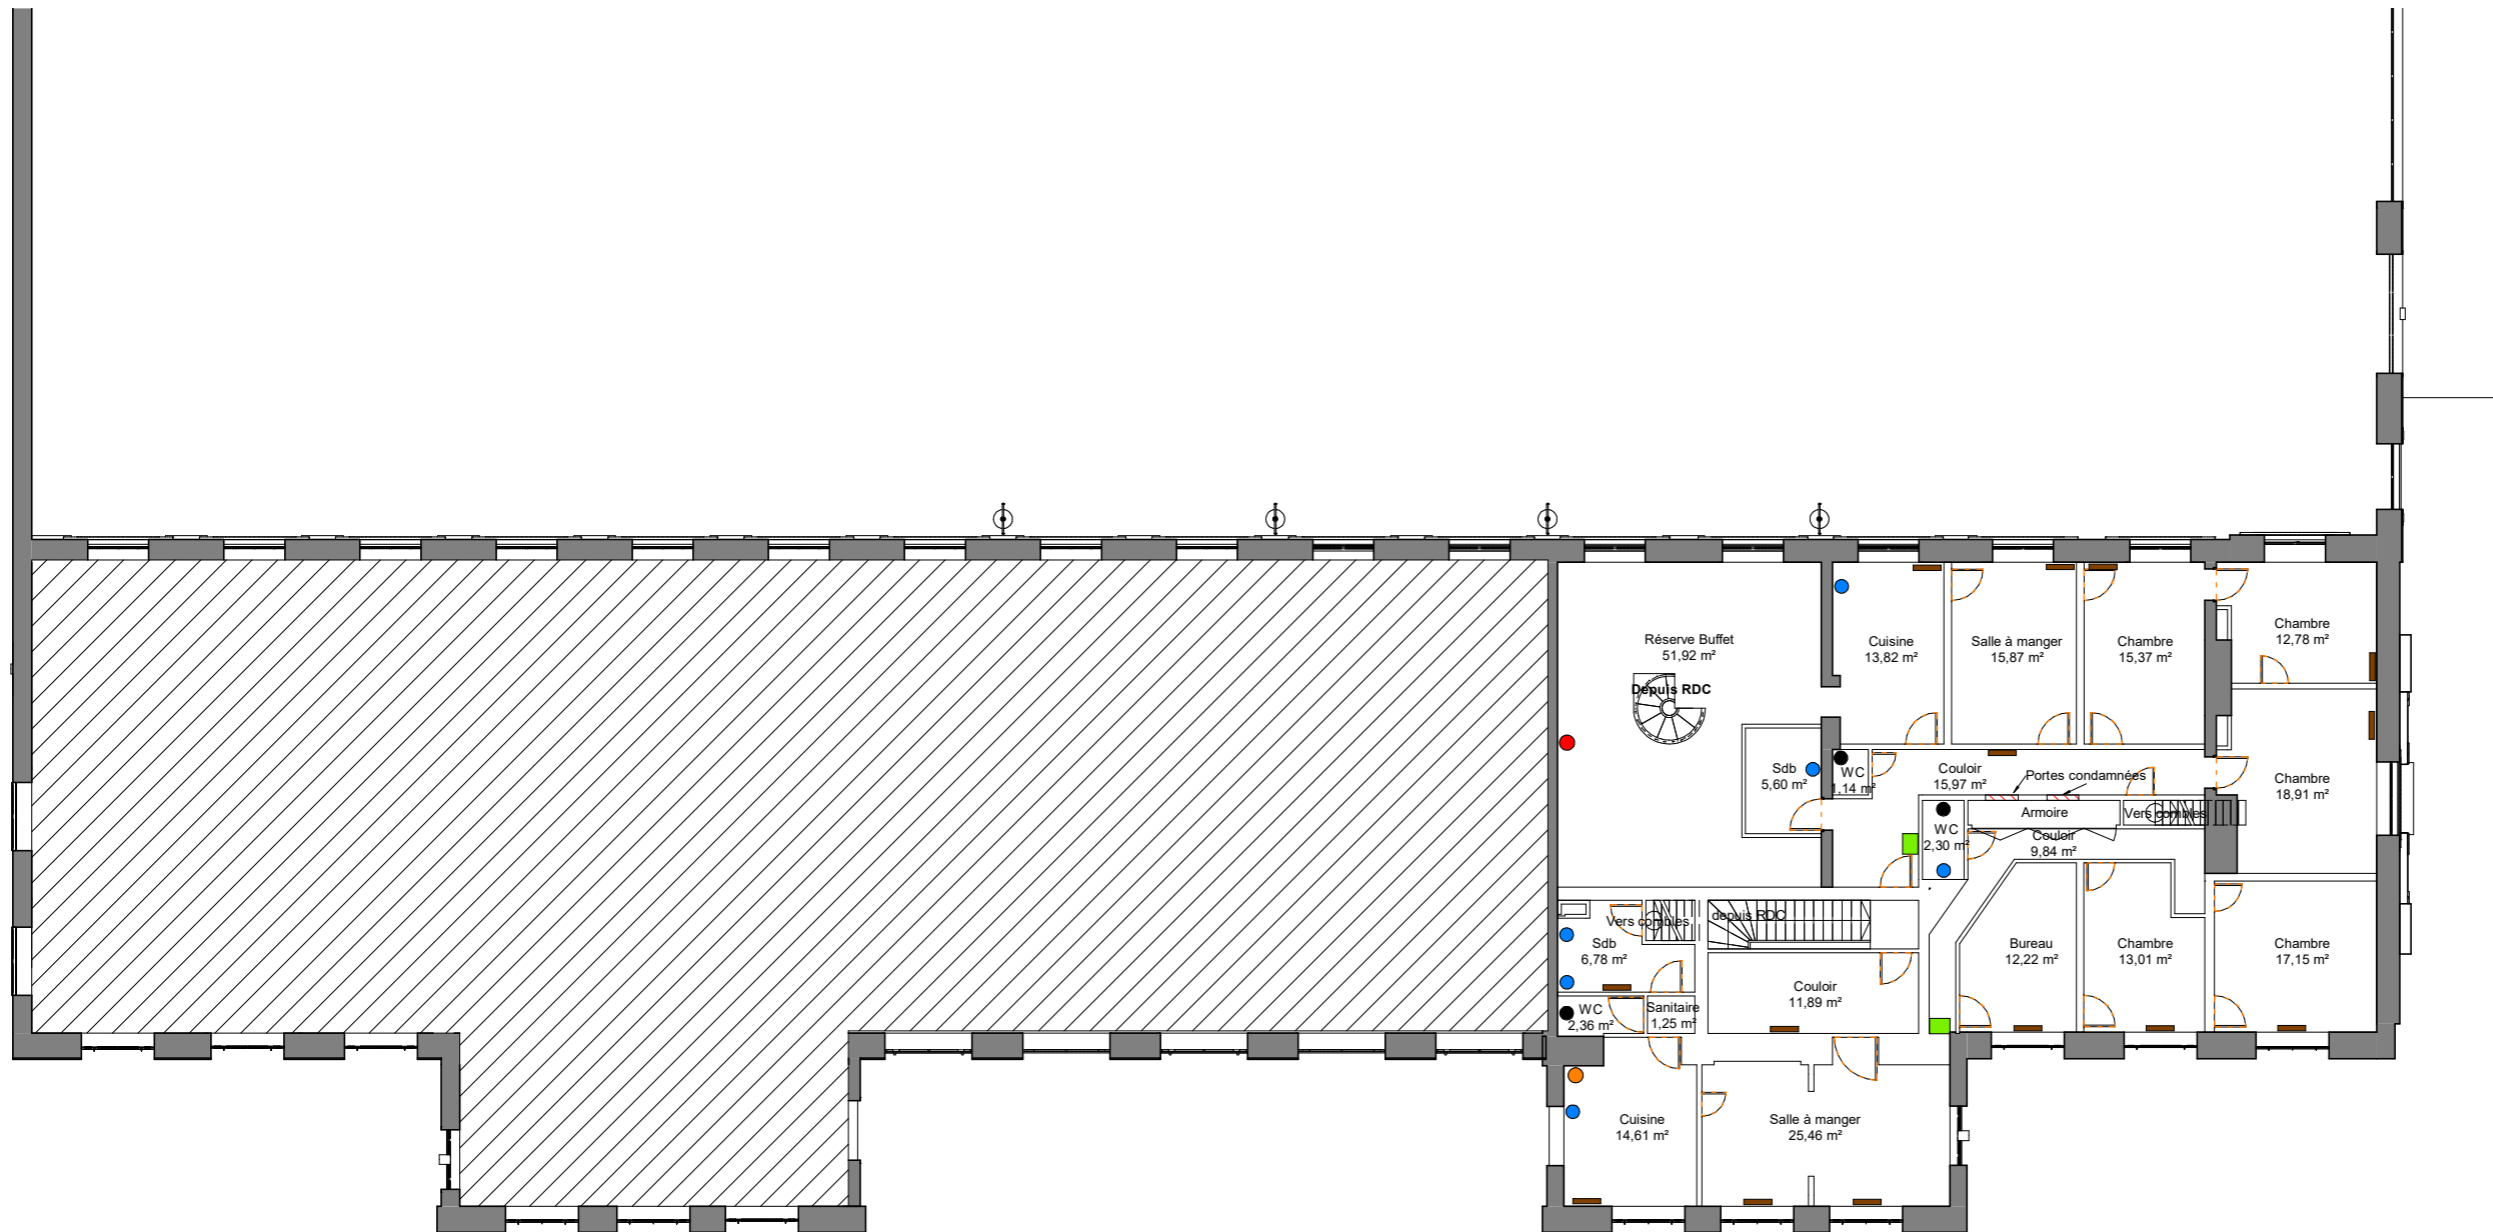 Réserve Buffet
51,92 m²
Depuis RDC
Cuisine
13,82 m²
Salle à manger
15,87 m²
Chambre
15,37 m²
Chambre
12,78 m²
Sdb
5,60 m²
WC
1,14 m²
Couloir
15,97 m²
Portes condamnées
Chambre
18,91 m²
Armoire
Vers combles
WC
2,30 m²
Couloir
9,84 m²
Vers combles
depuis RDC
Sdb
6,78 m²
Bureau
12,22 m²
Chambre
13,01 m²
Chambre
17,15 m²
Couloir
11,89 m²
WC
2,36 m²
Sanitaire
1,25 m²
Cuisine
14,61 m²
Salle à manger
25,46 m²